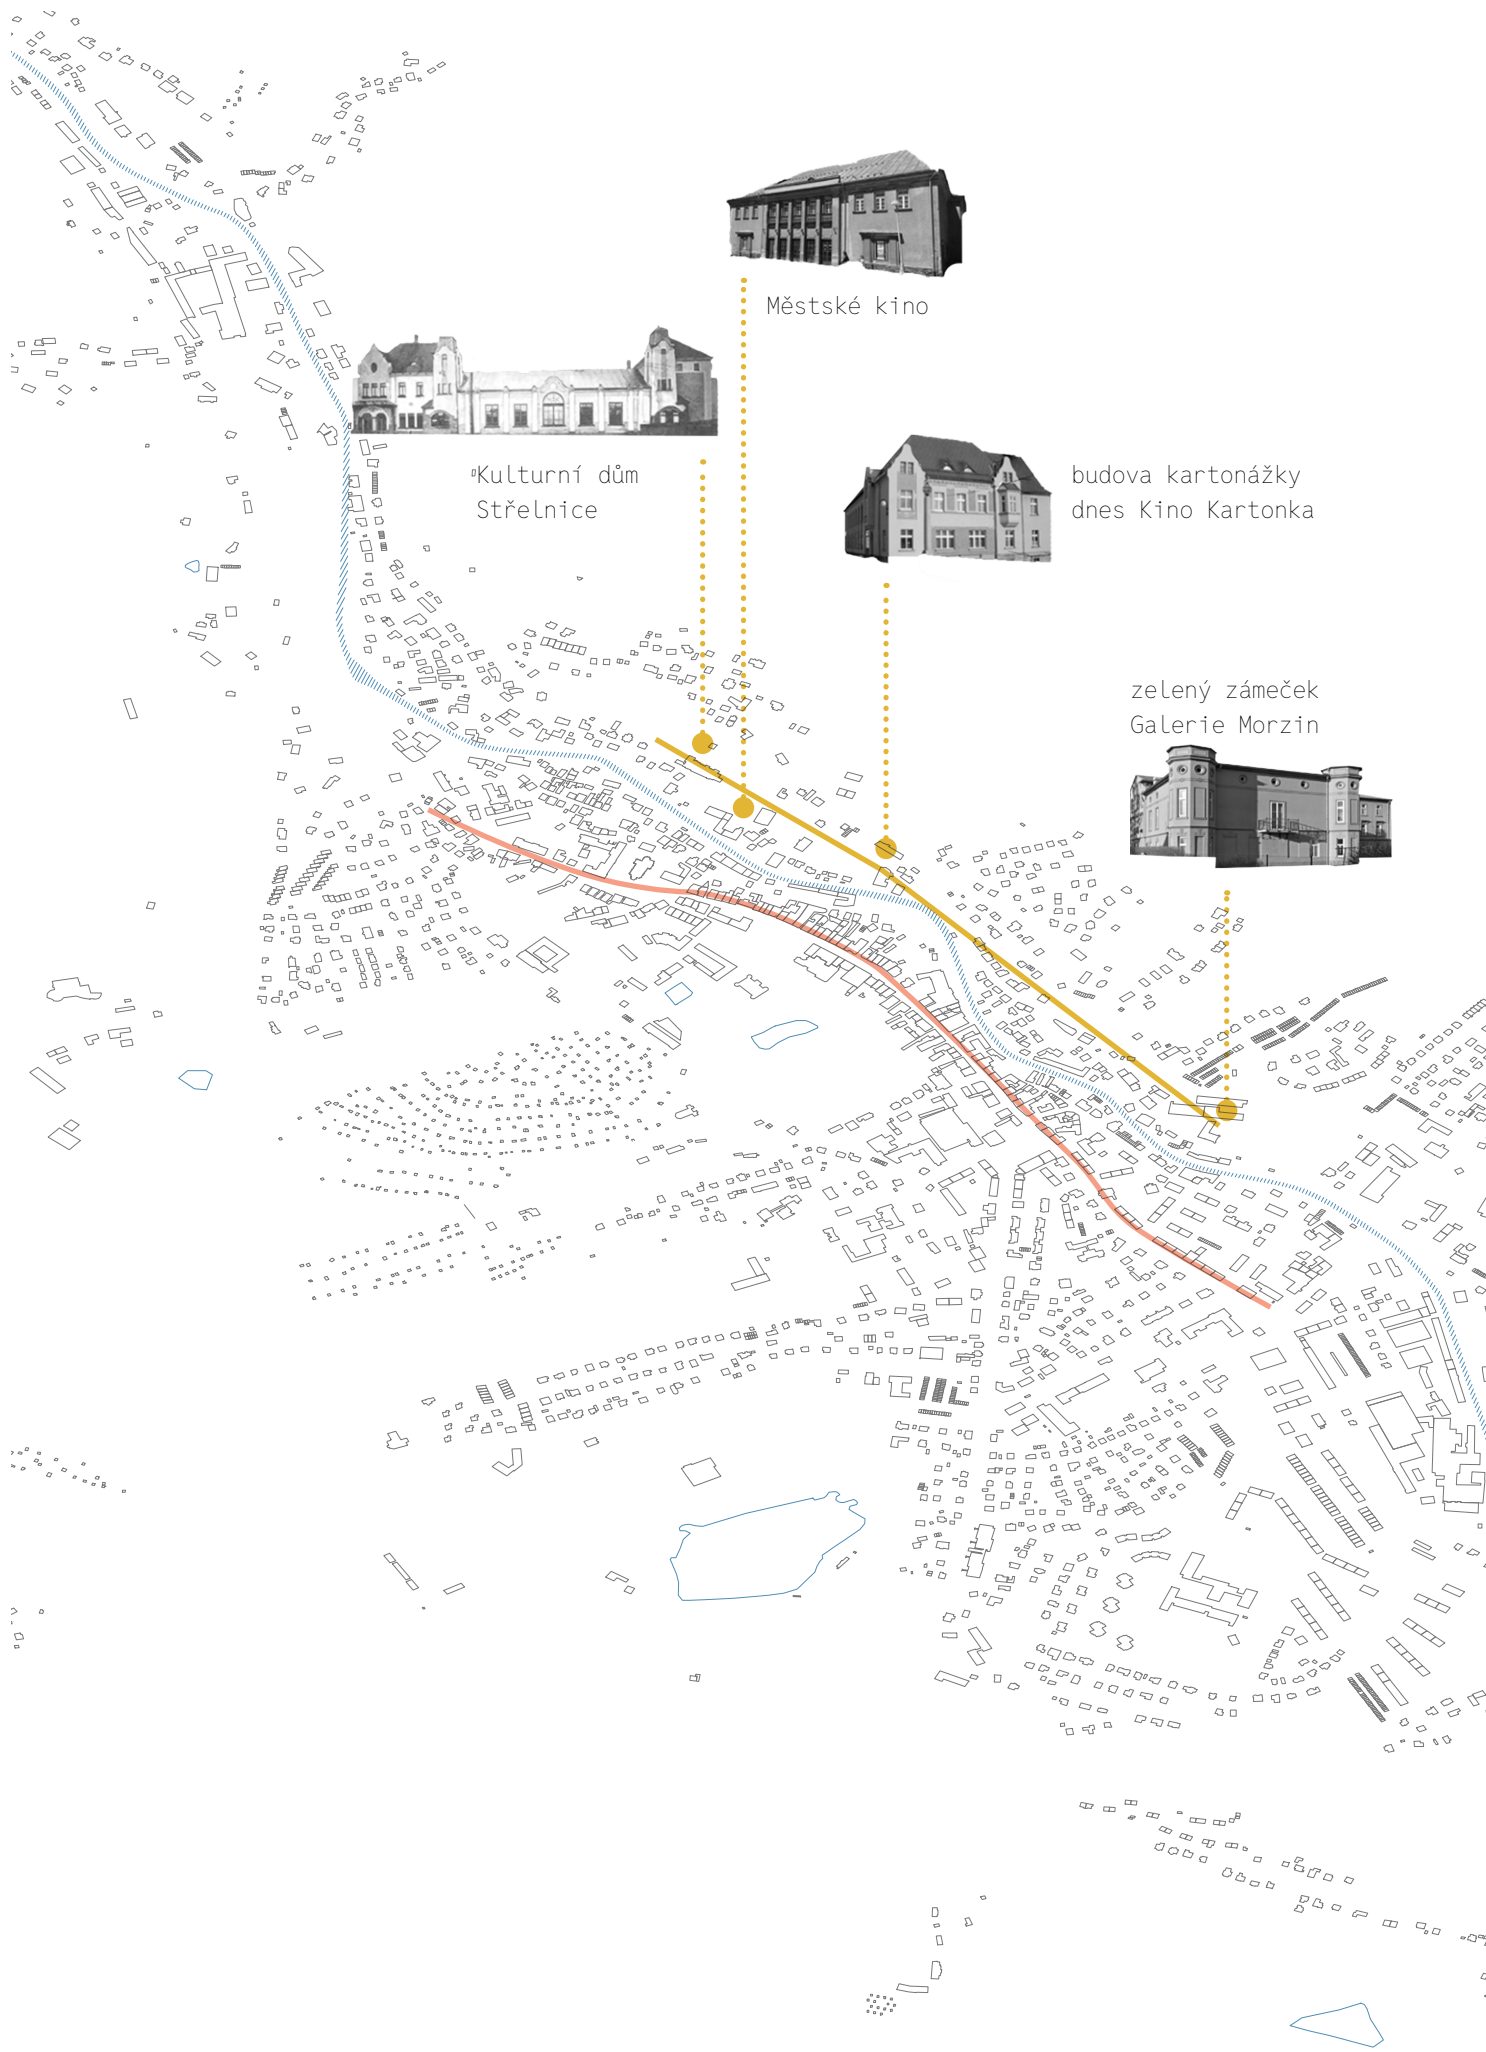 Městské kino
Kulturní dům
Střelnice
budova kartonážky
dnes Kino Kartonka
zelený zámeček
Galerie Morzin